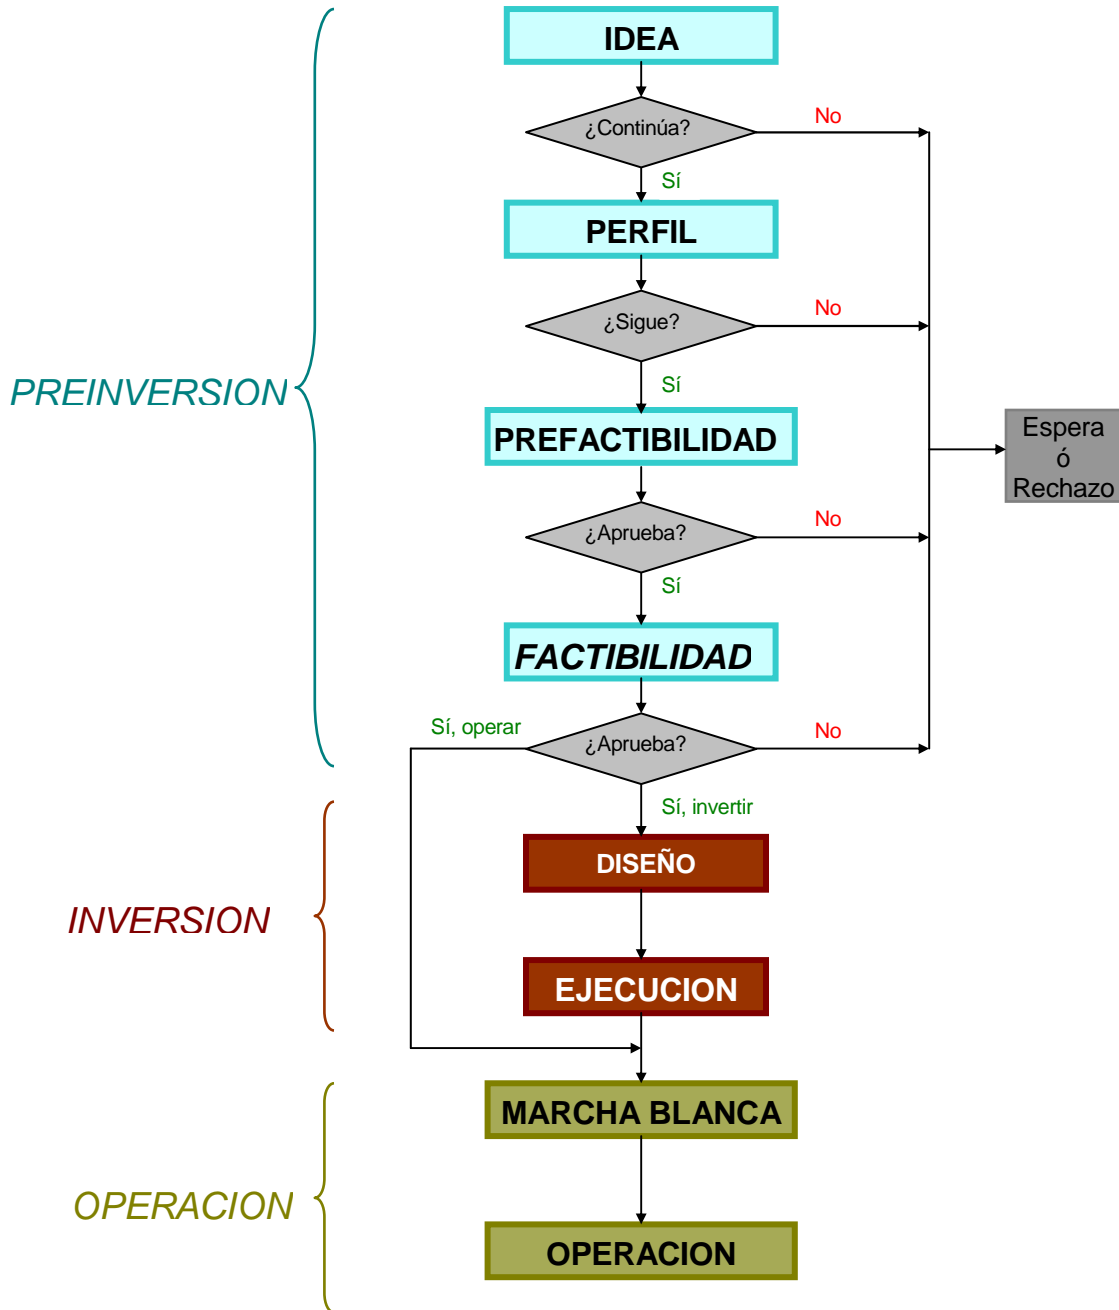 IDEA
¿Continúa?
No
Sí
PERFIL
¿Sigue?
No
Sí
PREINVERSION
PREFACTIBILIDAD
Espera
ó
Rechazo
¿Aprueba?
No
Sí
FACTIBILIDAD
Sí, operar
¿Aprueba?
No
Sí, invertir
DISEÑO
INVERSION
EJECUCION
MARCHA BLANCA
OPERACION
OPERACION